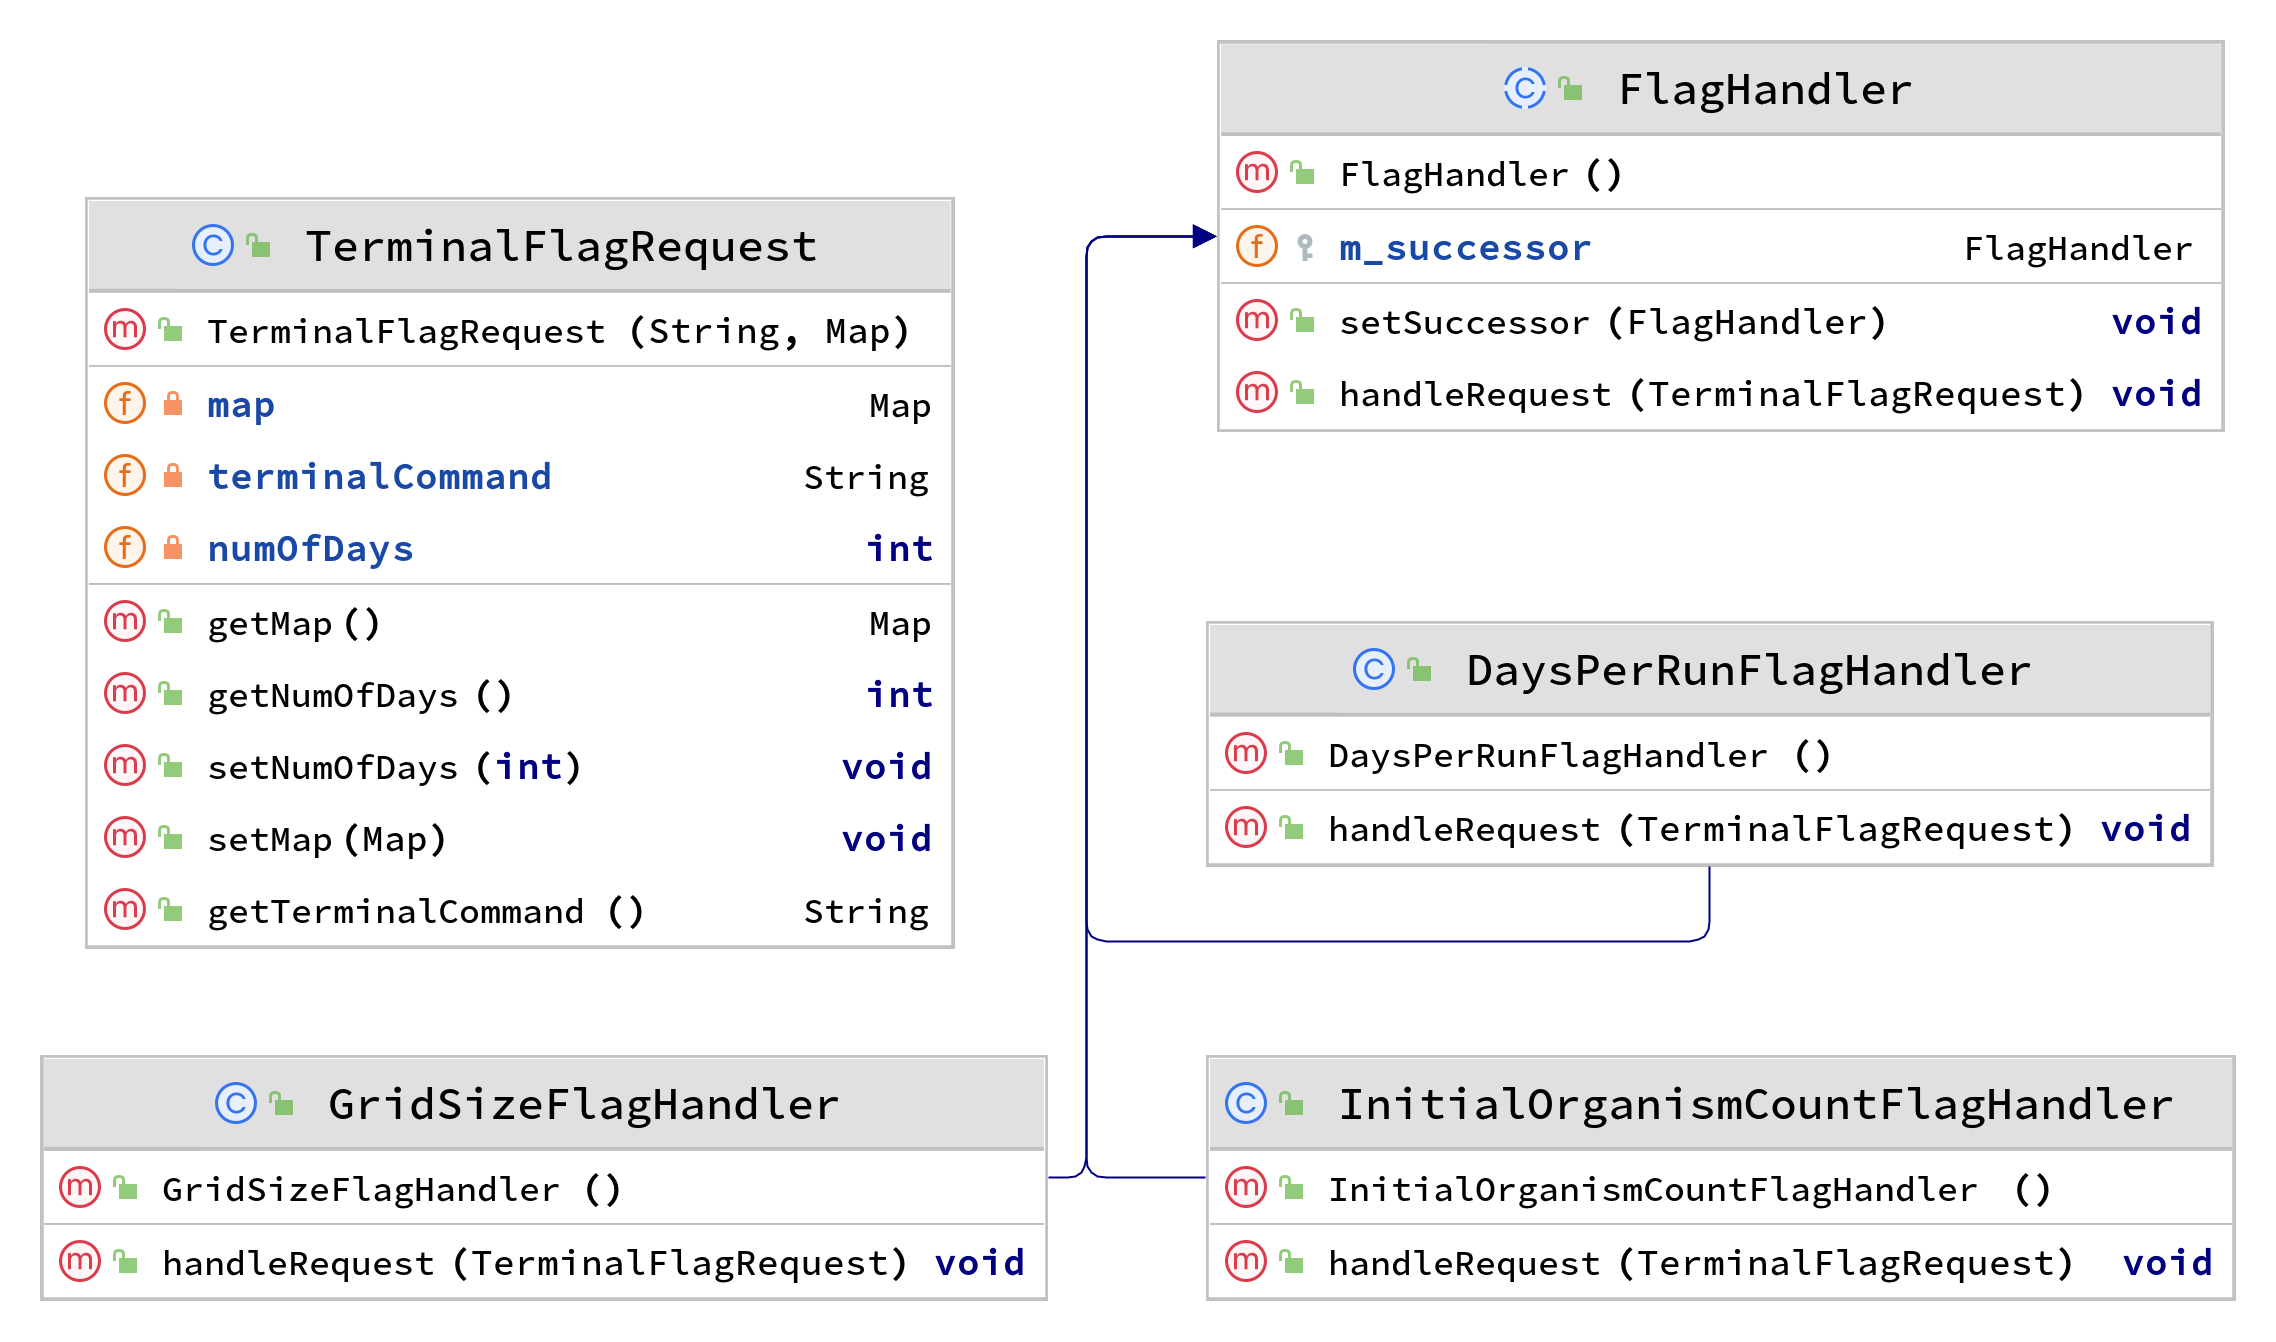 FlagHandler
FlagHandler ()
m_successor FlagHandler
setSuccessor (FlagHandler) void
handleRequest (TerminalFlagRequest) void
TerminalFlagRequest
TerminalFlagRequest (String, Map)
map Map
terminalCommand String
numOfDays int
getMap () Map
getNumOfDays () int
setNumOfDays (int) void
setMap (Map) void
getTerminalCommand () String
DaysPerRunFlagHandler
DaysPerRunFlagHandler ()
handleRequest (TerminalFlagRequest) void
GridSizeFlagHandler
GridSizeFlagHandler ()
handleRequest (TerminalFlagRequest) void
InitialOrganismCountFlagHandler
InitialOrganismCountFlagHandler ()
handleRequest (TerminalFlagRequest) void